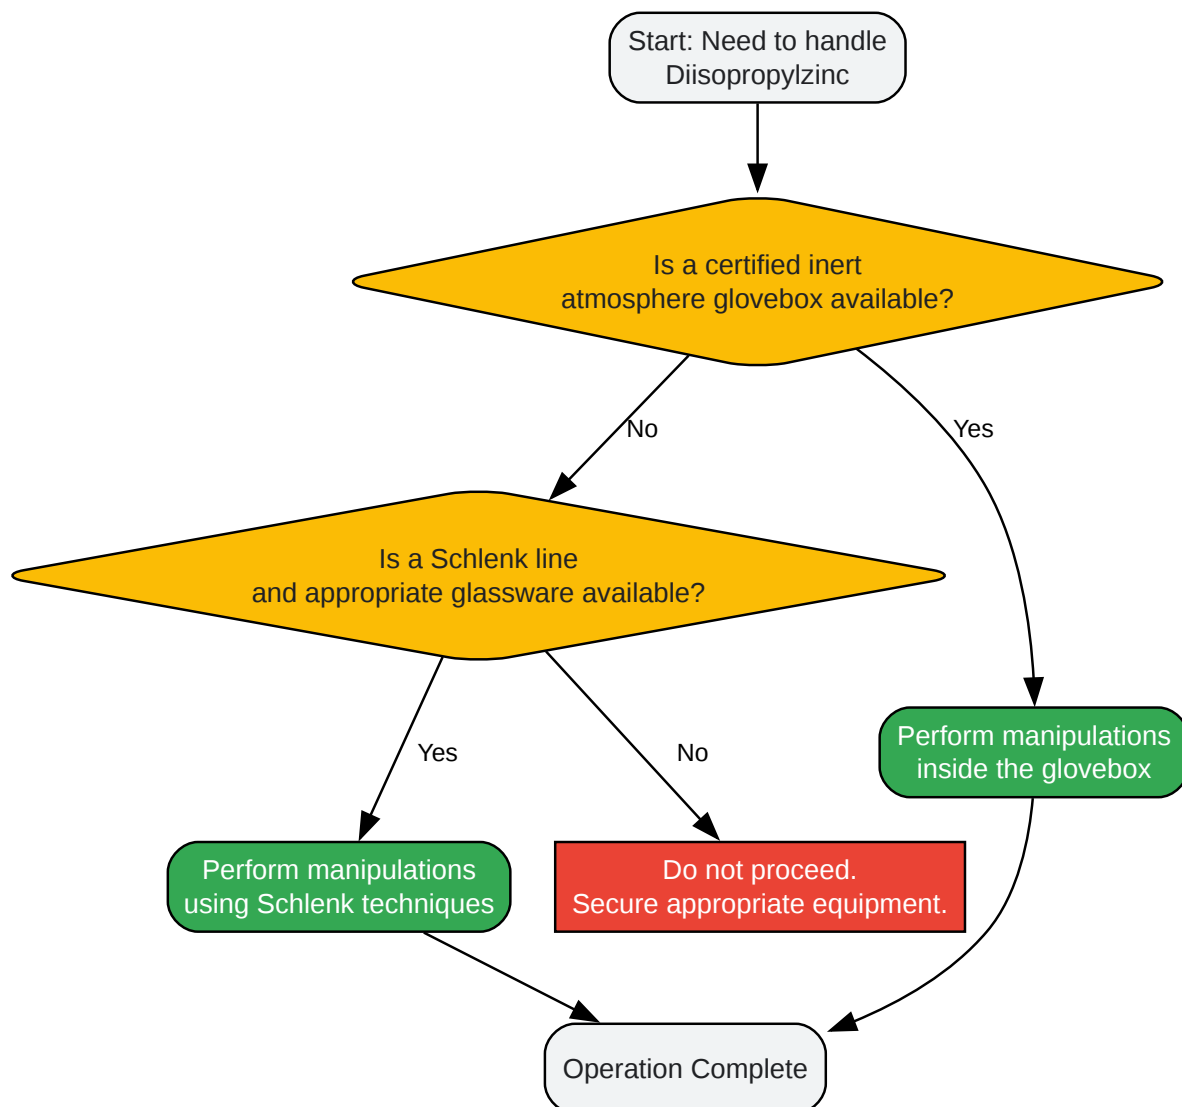 Start: Need to handle
Diisopropylzinc
Is a certified inert
atmosphere glovebox available?
No
Yes
Is a Schlenk line
and appropriate glassware available?
Yes
No
Perform manipulations
inside the glovebox
Perform manipulations
using Schlenk techniques
Do not proceed.
Secure appropriate equipment.
Operation Complete